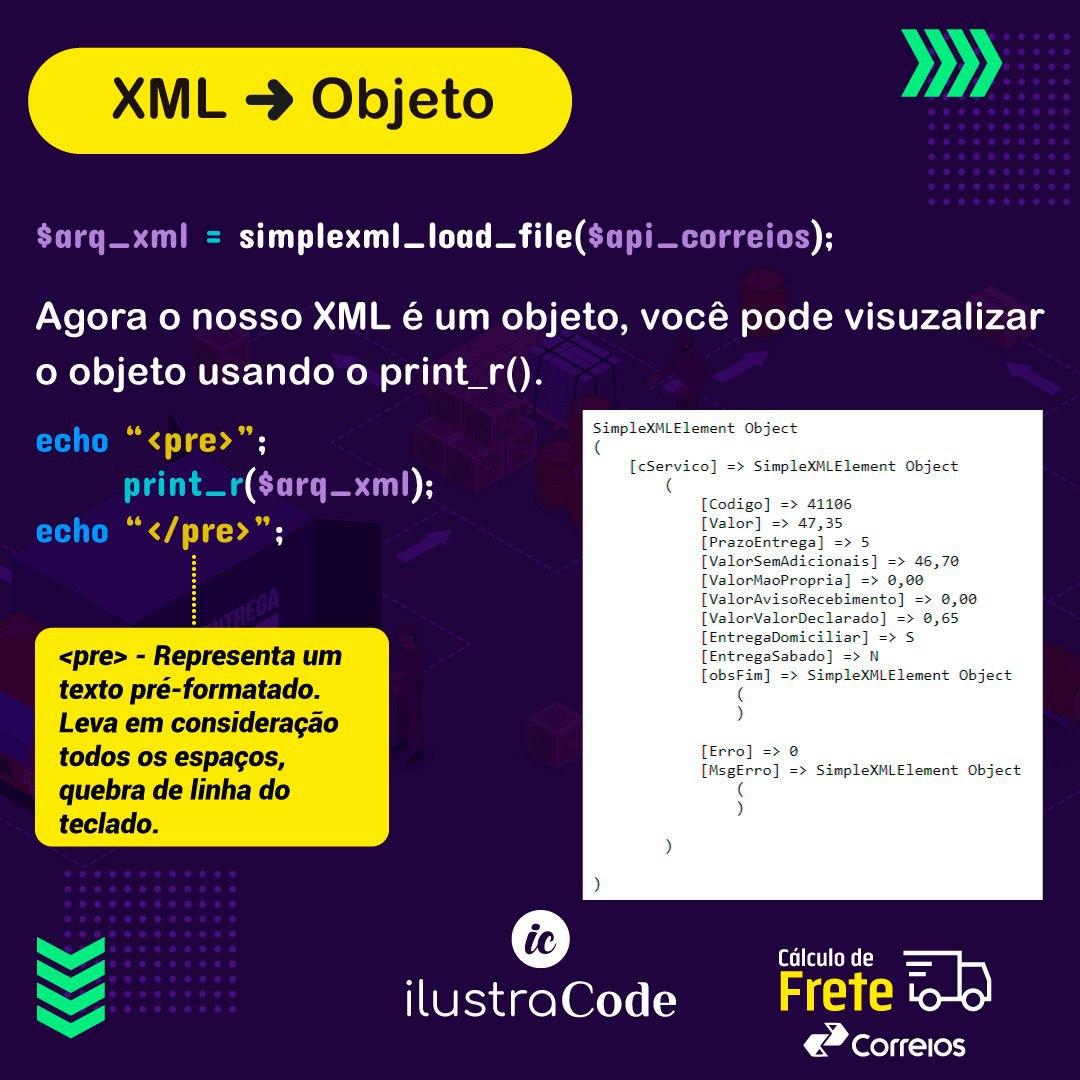 XML ➜ Objeto
$arq_xml = simplexml_load_file($api_correios);
Agora o nosso XML é um objeto, você pode visuzalizar
o objeto usando o print_r().
echo “<pre>”;
print_r($arq_xml);
echo “</pre>”;
ENTREGA
<pre> - Representa um
texto pré-formatado.
Leva em consideração
todos os espaços,
quebra de linha do
teclado.
SimpleXMLElement Object
(
[cServico] => SimpleXMLElement Object
(
[Codigo] => 41106
[Valor] => 47,35
[PrazoEntrega] => 5
[ValorSemAdicionais] => 46,70
[ValorMaoPropria] => 0,00
[ValorAvisoRecebimento] => 0,00
[ValorValorDeclarado] => 0,65
[EntregaDomiciliar] => S
[EntregaSabado] => N
[obsFim] => SimpleXMLElement Object
(
)
[Erro] => 0
[MsgErro] => SimpleXMLElement Object
(
)
)
)
ic
ilustraCode
Cálculo de
Frete
Correios